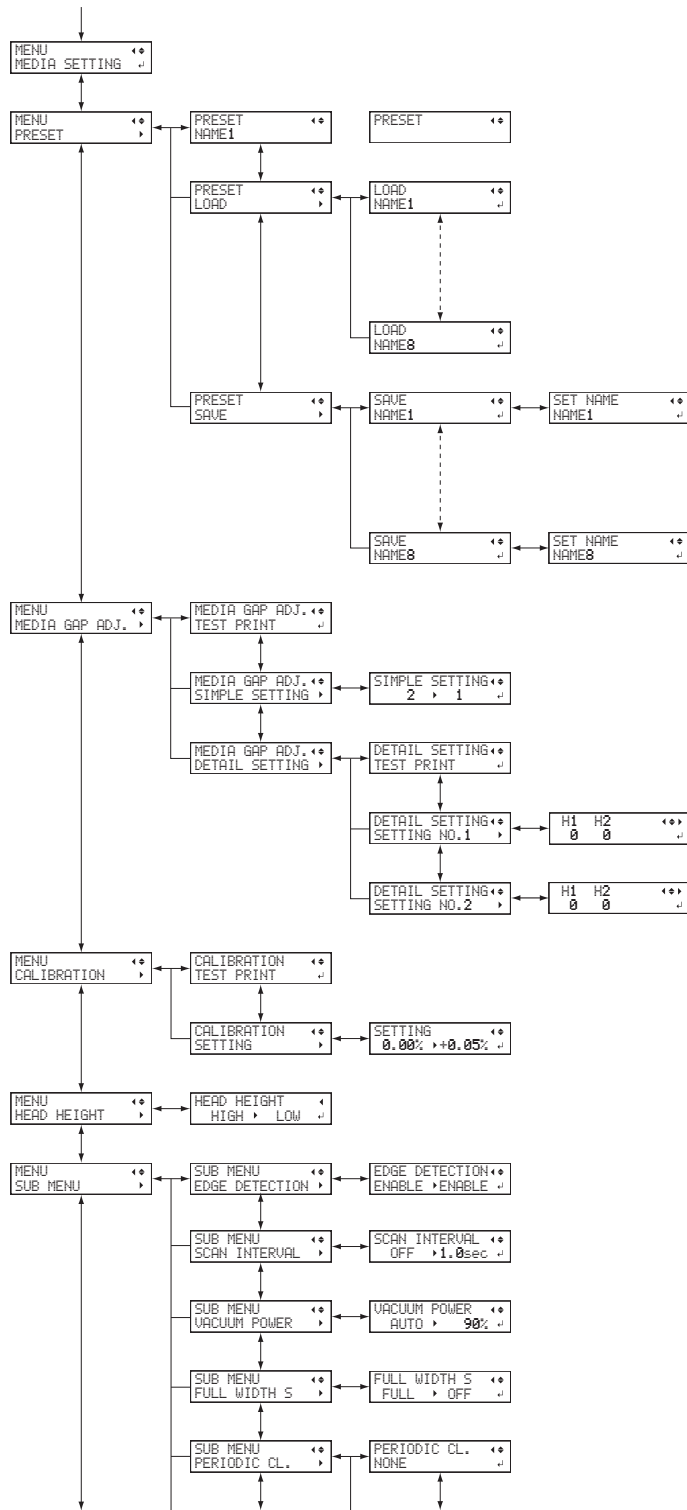 MENU
MEDIA SETTING
MENU
PRESET
PRESET
NAME1
PRESET
PRESET
LOAD
LOAD
NAME1
LOAD
NAME8
PRESET
SAVE
SAVE
NAME1
SET NAME
NAME1
SAVE
NAME8
SET NAME
NAME8
MENU
MEDIA GAP ADJ.
MEDIA GAP ADJ.
TEST PRINT
MEDIA GAP ADJ.
SIMPLE SETTING
SIMPLE SETTING
2 1
MEDIA GAP ADJ.
DETAIL SETTING
DETAIL SETTING
TEST PRINT
DETAIL SETTING
SETTING NO.1
H1 H2
0 0
DETAIL SETTING
SETTING NO.2
H1 H2
0 0
MENU
CALIBRATION
CALIBRATION
TEST PRINT
CALIBRATION
SETTING
SETTING
0.00% +0.05%
MENU
HEAD HEIGHT
HEAD HEIGHT
HIGH LOW
MENU
SUB MENU
SUB MENU
EDGE DETECTION
EDGE DETECTION
ENABLE ENABLE
SUB MENU
SCAN INTERVAL
SCAN INTERVAL
OFF 1.0sec
SUB MENU
VACUUM POWER
VACUUM POWER
AUTO 90%
SUB MENU
FULL WIDTH S
FULL WIDTH S
FULL OFF
SUB MENU
PERIODIC CL.
PERIODIC CL.
NONE